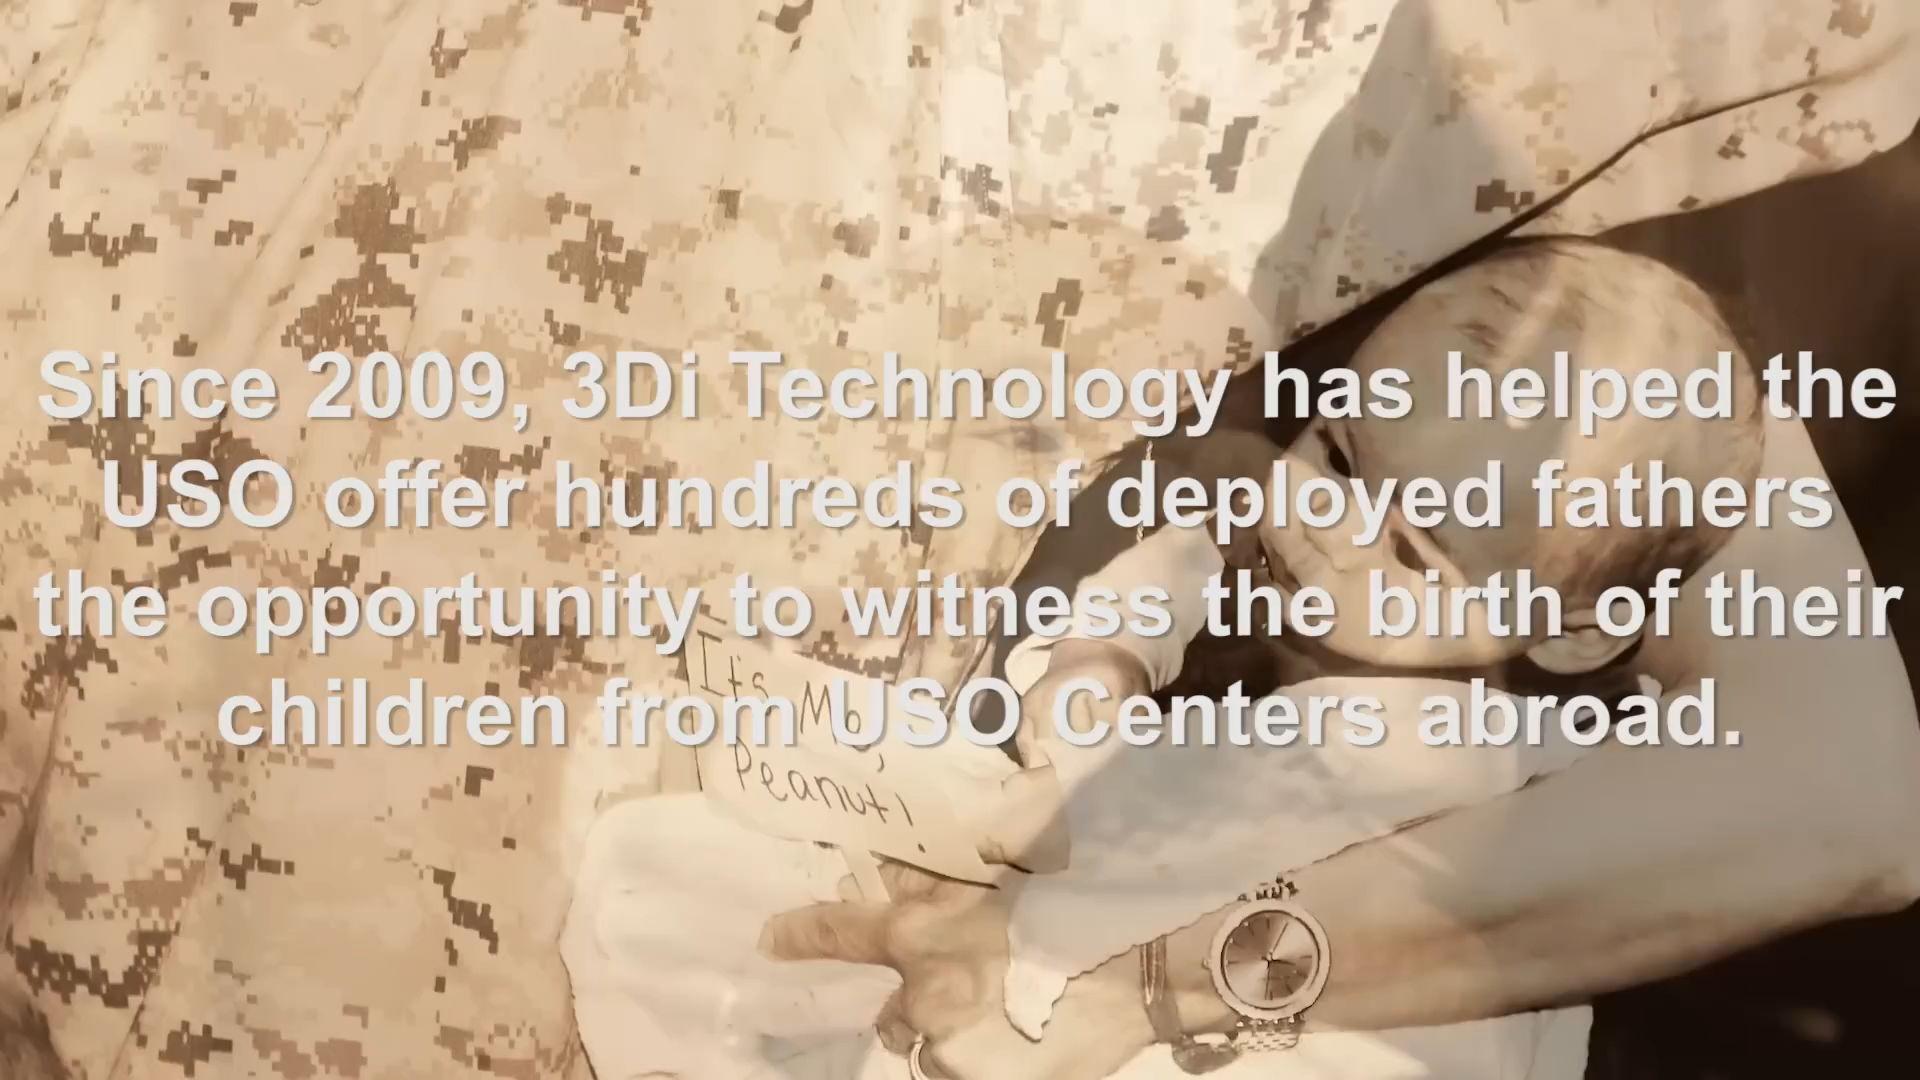 Since 2009, 3Di Technology has helped the
USO offer hundreds of deployed fathers
the opportunity to witness the birth of their
children from USO Centers abroad.
It's Me,
Peanut!